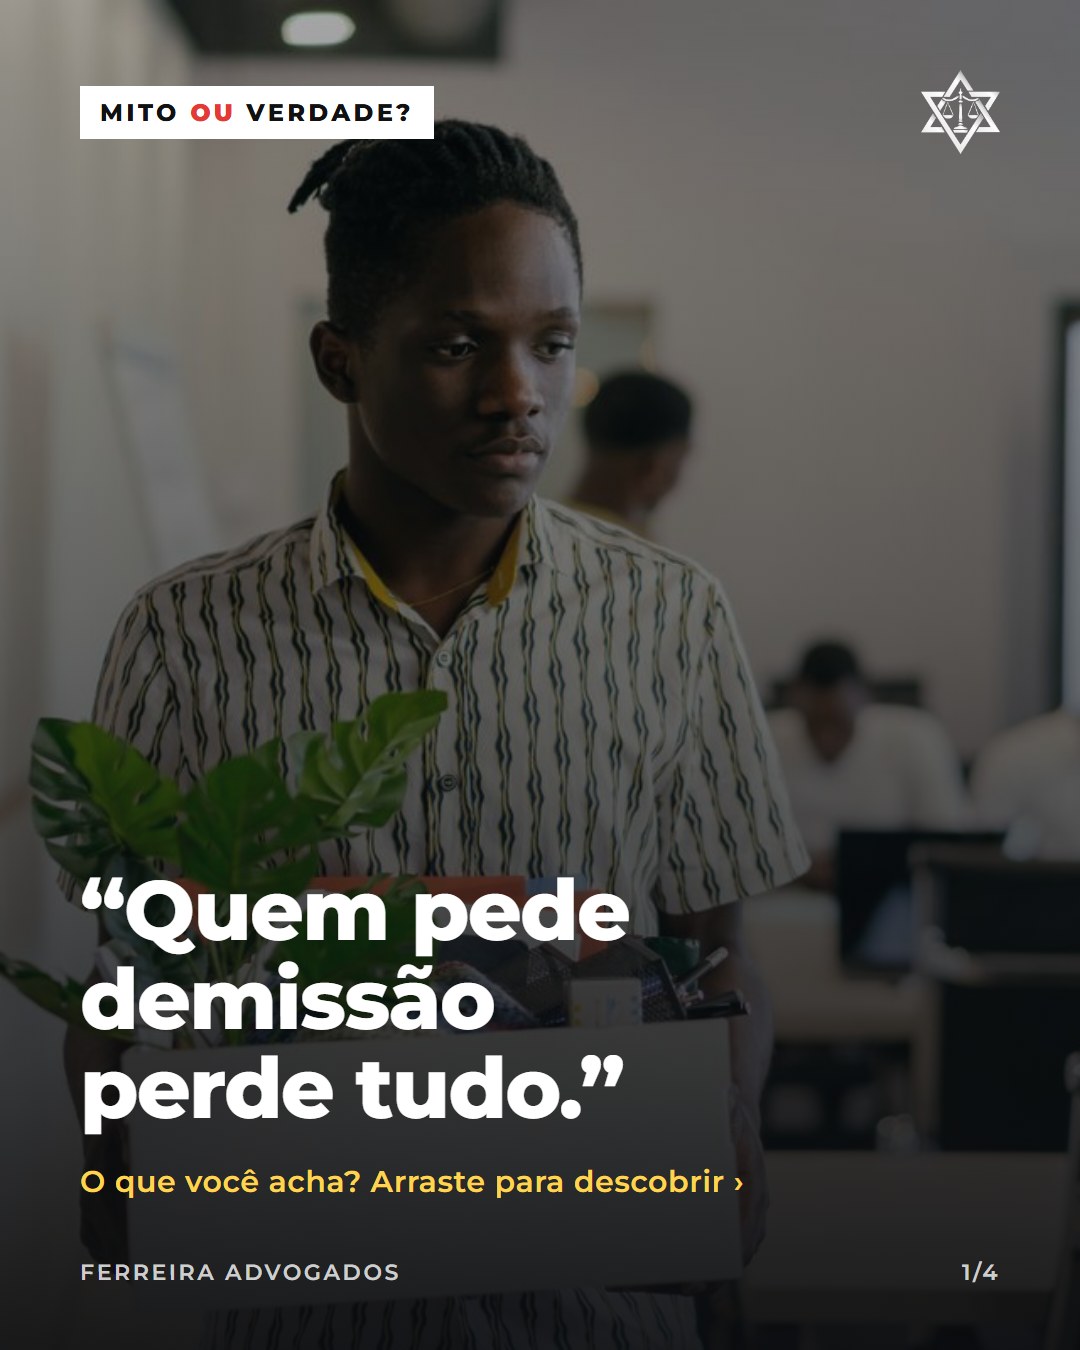 MITO OU VERDADE?
“Quem pede
demissão
perde tudo.”
O que você acha? Arraste para descobrir ›
FERREIRA ADVOGADOS
1/4